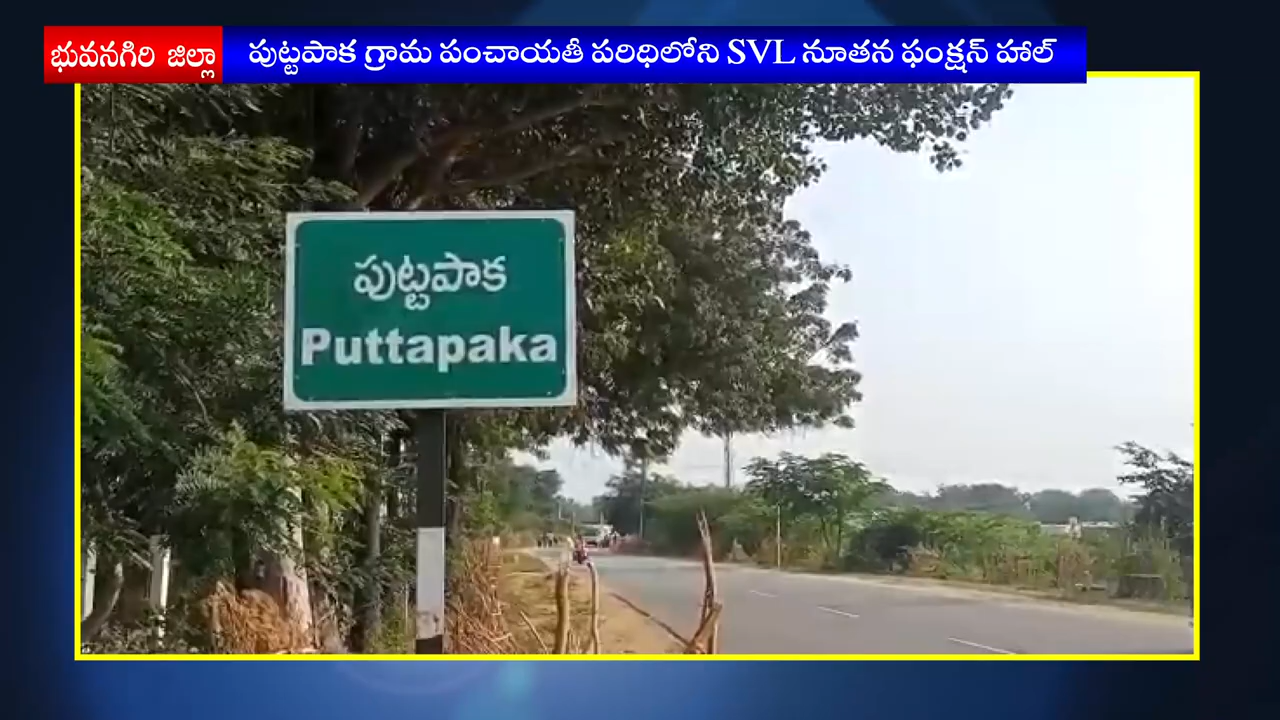 భువనగిరి జిల్లా
పుట్టపాక గ్రామ పంచాయతీ పరిధిలోని SVL నూతన ఫంక్షన్ హాల్
పుట్టపాక
Puttapaka